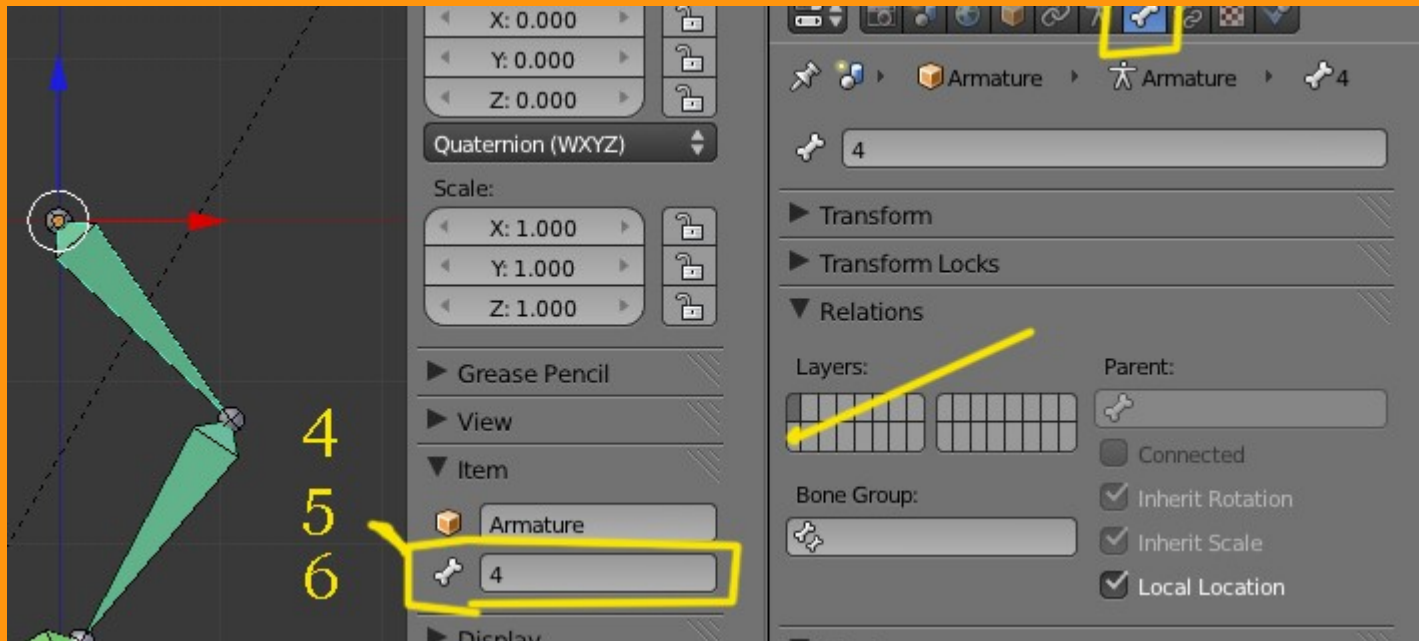 4
5
6
X: 0.000
Y: 0.000
Z: 0.000
Quaternion (WXYZ)
Scale:
X: 1.000
Y: 1.000
Z: 1.000
Grease Pencil
View
Item
Armature
4
Display
Armature Armature 4
4
Transform
Transform Locks
Relations
Layers:
Parent:
Connected
Bone Group:
Inherit Rotation
Inherit Scale
Local Location